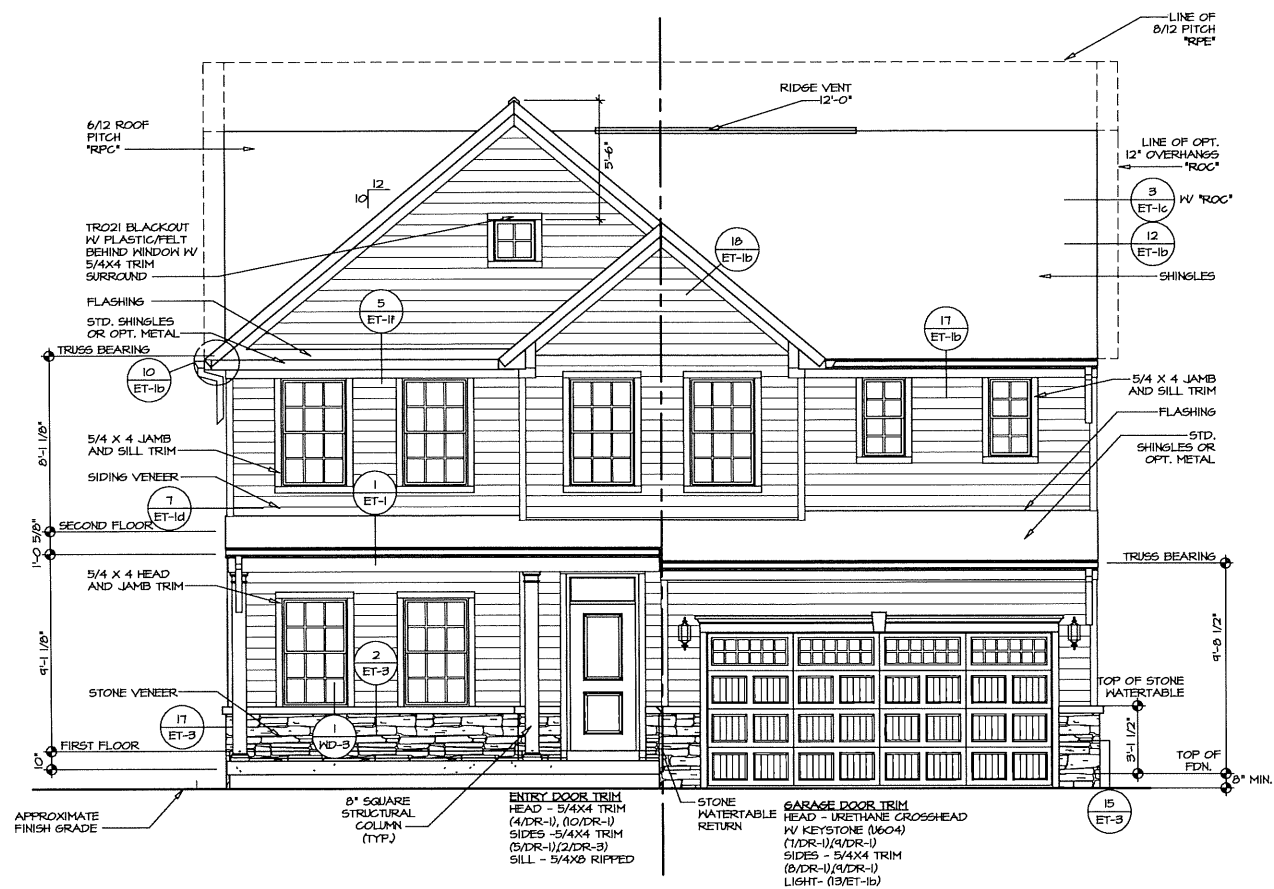 LINE OF
8/12 PITCH
"RPE"
RIDGE VENT
12'-0"
6/12 ROOF
PITCH
"RPC"
5'-6"
LINE OF OPT.
12" OVERHANGS
"ROC"
12
10
3
ET-1c
W/ "ROC"
TR021 BLACKOUT
W/ PLASTIC/FELT
BEHIND WINDOW W/
5/4X4 TRIM
SURROUND
18
ET-1b
12
ET-1b
SHINGLES
FLASHING
5
ET-1f
STD. SHINGLES
OR OPT. METAL
17
ET-1b
TRUSS BEARING
10
ET-1b
5/4 X 4 JAMB
AND SILL TRIM
FLASHING
8'-1 1/8"
5/4 X 4 JAMB
AND SILL TRIM
STD.
SHINGLES OR
OPT. METAL
SIDING VENEER
1
ET-1
7
ET-1d
SECOND FLOOR
1'-0 5/8"
TRUSS BEARING
5/4 X 4 HEAD
AND JAMB TRIM
9'-1 1/8"
9'-8 1/2"
2
ET-3
STONE VENEER
TOP OF STONE
WATERTABLE
17
ET-3
1
WD-3
3'-1 1/2"
FIRST FLOOR
10"
TOP OF
FDN.
8" MIN.
APPROXIMATE
FINISH GRADE
8" SQUARE
STRUCTURAL
COLUMN
(TYP.)
ENTRY DOOR TRIM
HEAD - 5/4X4 TRIM
(4/DR-1), (10/DR-1)
SIDES -5/4X4 TRIM
(5/DR-1),(2/DR-3)
SILL - 5/4X8 RIPPED
STONE
WATERTABLE
RETURN
GARAGE DOOR TRIM
HEAD - URETHANE CROSSHEAD
W/ KEYSTONE (U604)
(7/DR-1),(9/DR-1)
SIDES - 5/4X4 TRIM
(8/DR-1),(9/DR-1)
LIGHT- (13/ET-1b)
15
ET-3